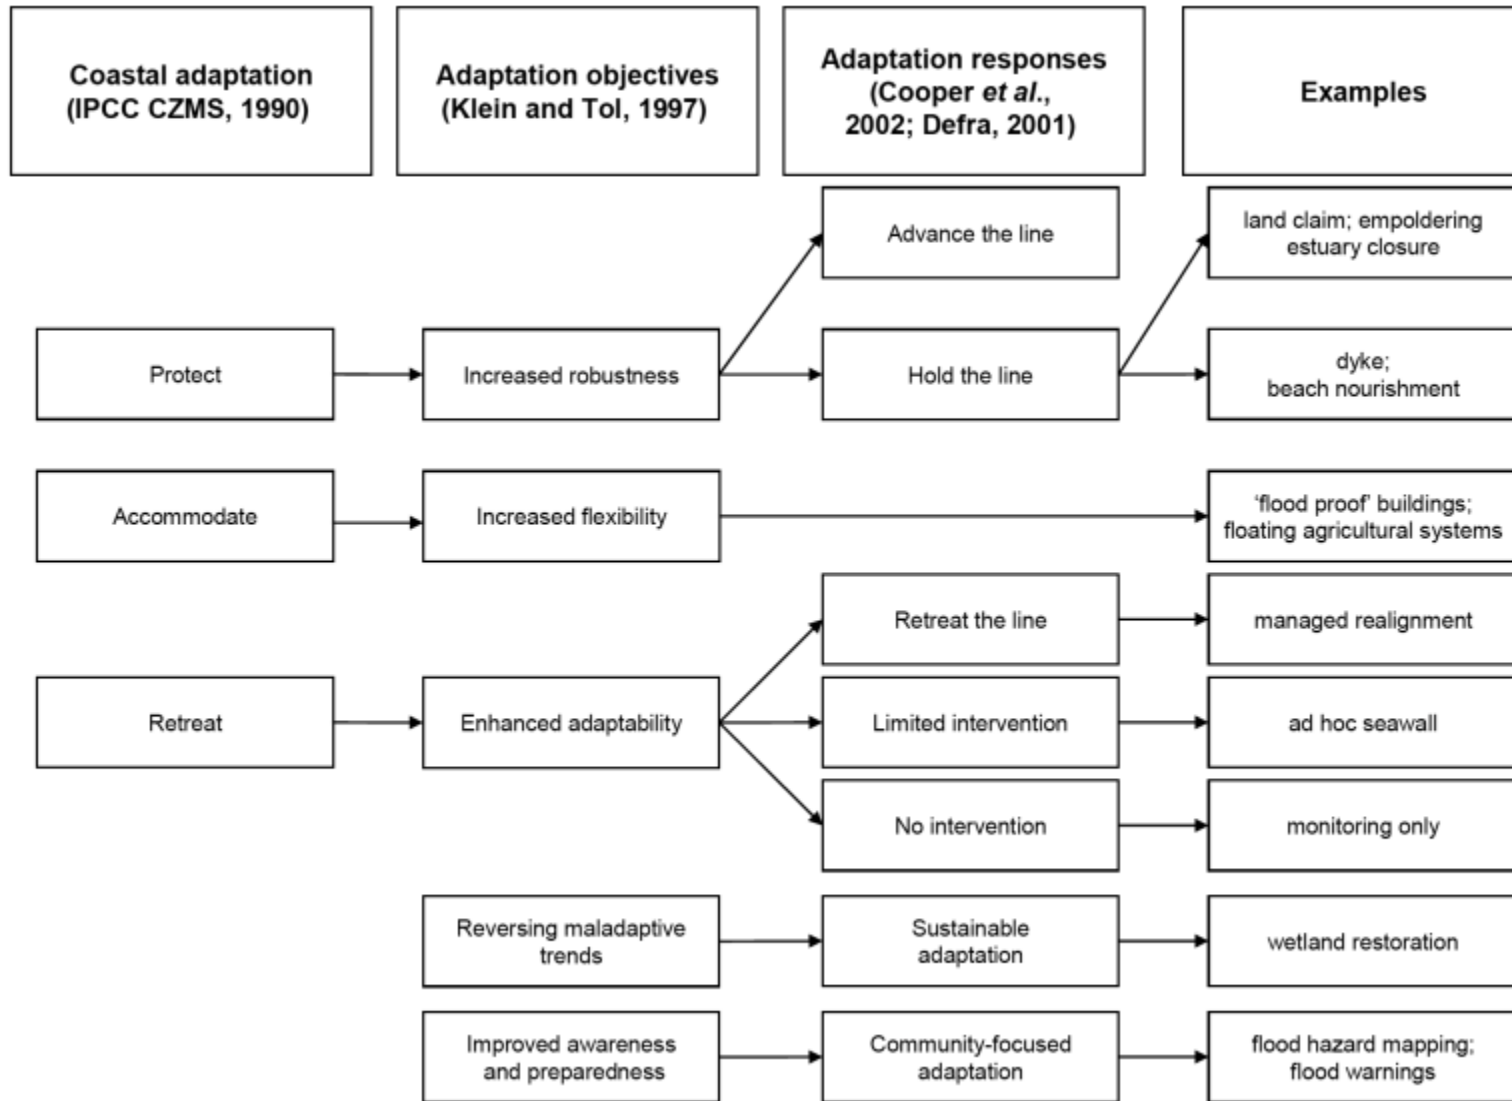 Coastal adaptation
(IPCC CZMS, 1990)
Adaptation objectives
(Klein and Tol, 1997)
Adaptation responses
(Cooper et al.,
2002; Defra, 2001)
Examples
Advance the line
land claim; empoldering
estuary closure
Protect
Increased robustness
Hold the line
dyke;
beach nourishment
Accommodate
Increased flexibility
'flood proof' buildings;
floating agricultural systems
Retreat the line
managed realignment
Retreat
Enhanced adaptability
Limited intervention
ad hoc seawall
No intervention
monitoring only
Reversing maladaptive
trends
Sustainable
adaptation
wetland restoration
Improved awareness
and preparedness
Community-focused
adaptation
flood hazard mapping;
flood warnings